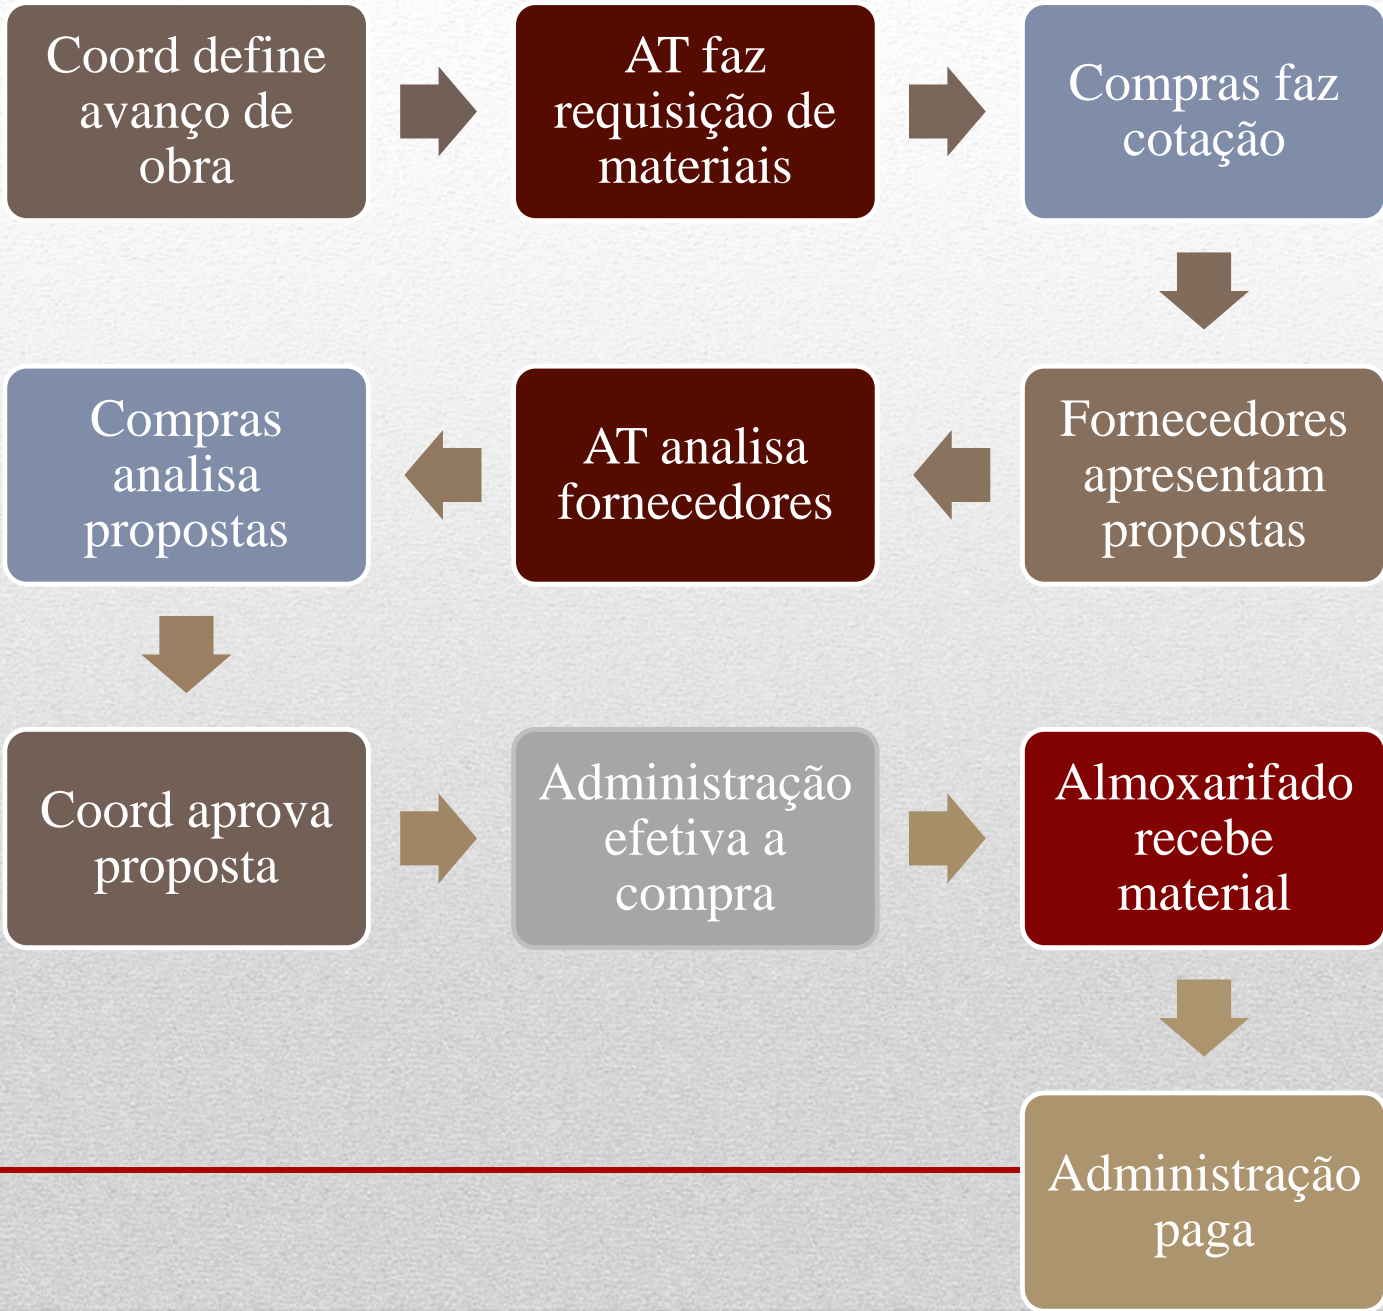 Coord define
avanço de
obra
AT faz
requisição de
materiais
Compras faz
cotação
Fornecedores
apresentam
propostas
AT analisa
fornecedores
Compras
analisa
propostas
Coord aprova
proposta
Administração
efetiva a
compra
Almoxarifado
recebe
material
Administração
paga